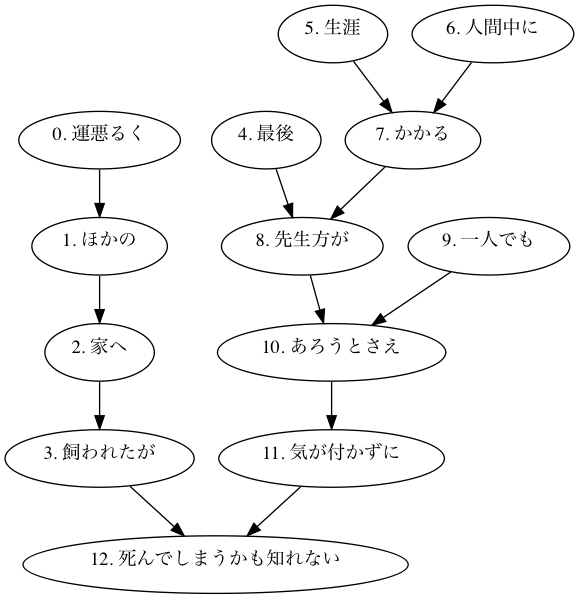 0. 運悪るく
1. ほかの
2. 家へ
3. 飼われたが
4. 最後
5. 生涯
6. 人間中に
7. かかる
8. 先生方が
9. 一人でも
10. あろうとさえ
11. 気が付かずに
12. 死んでしまうかも知れない